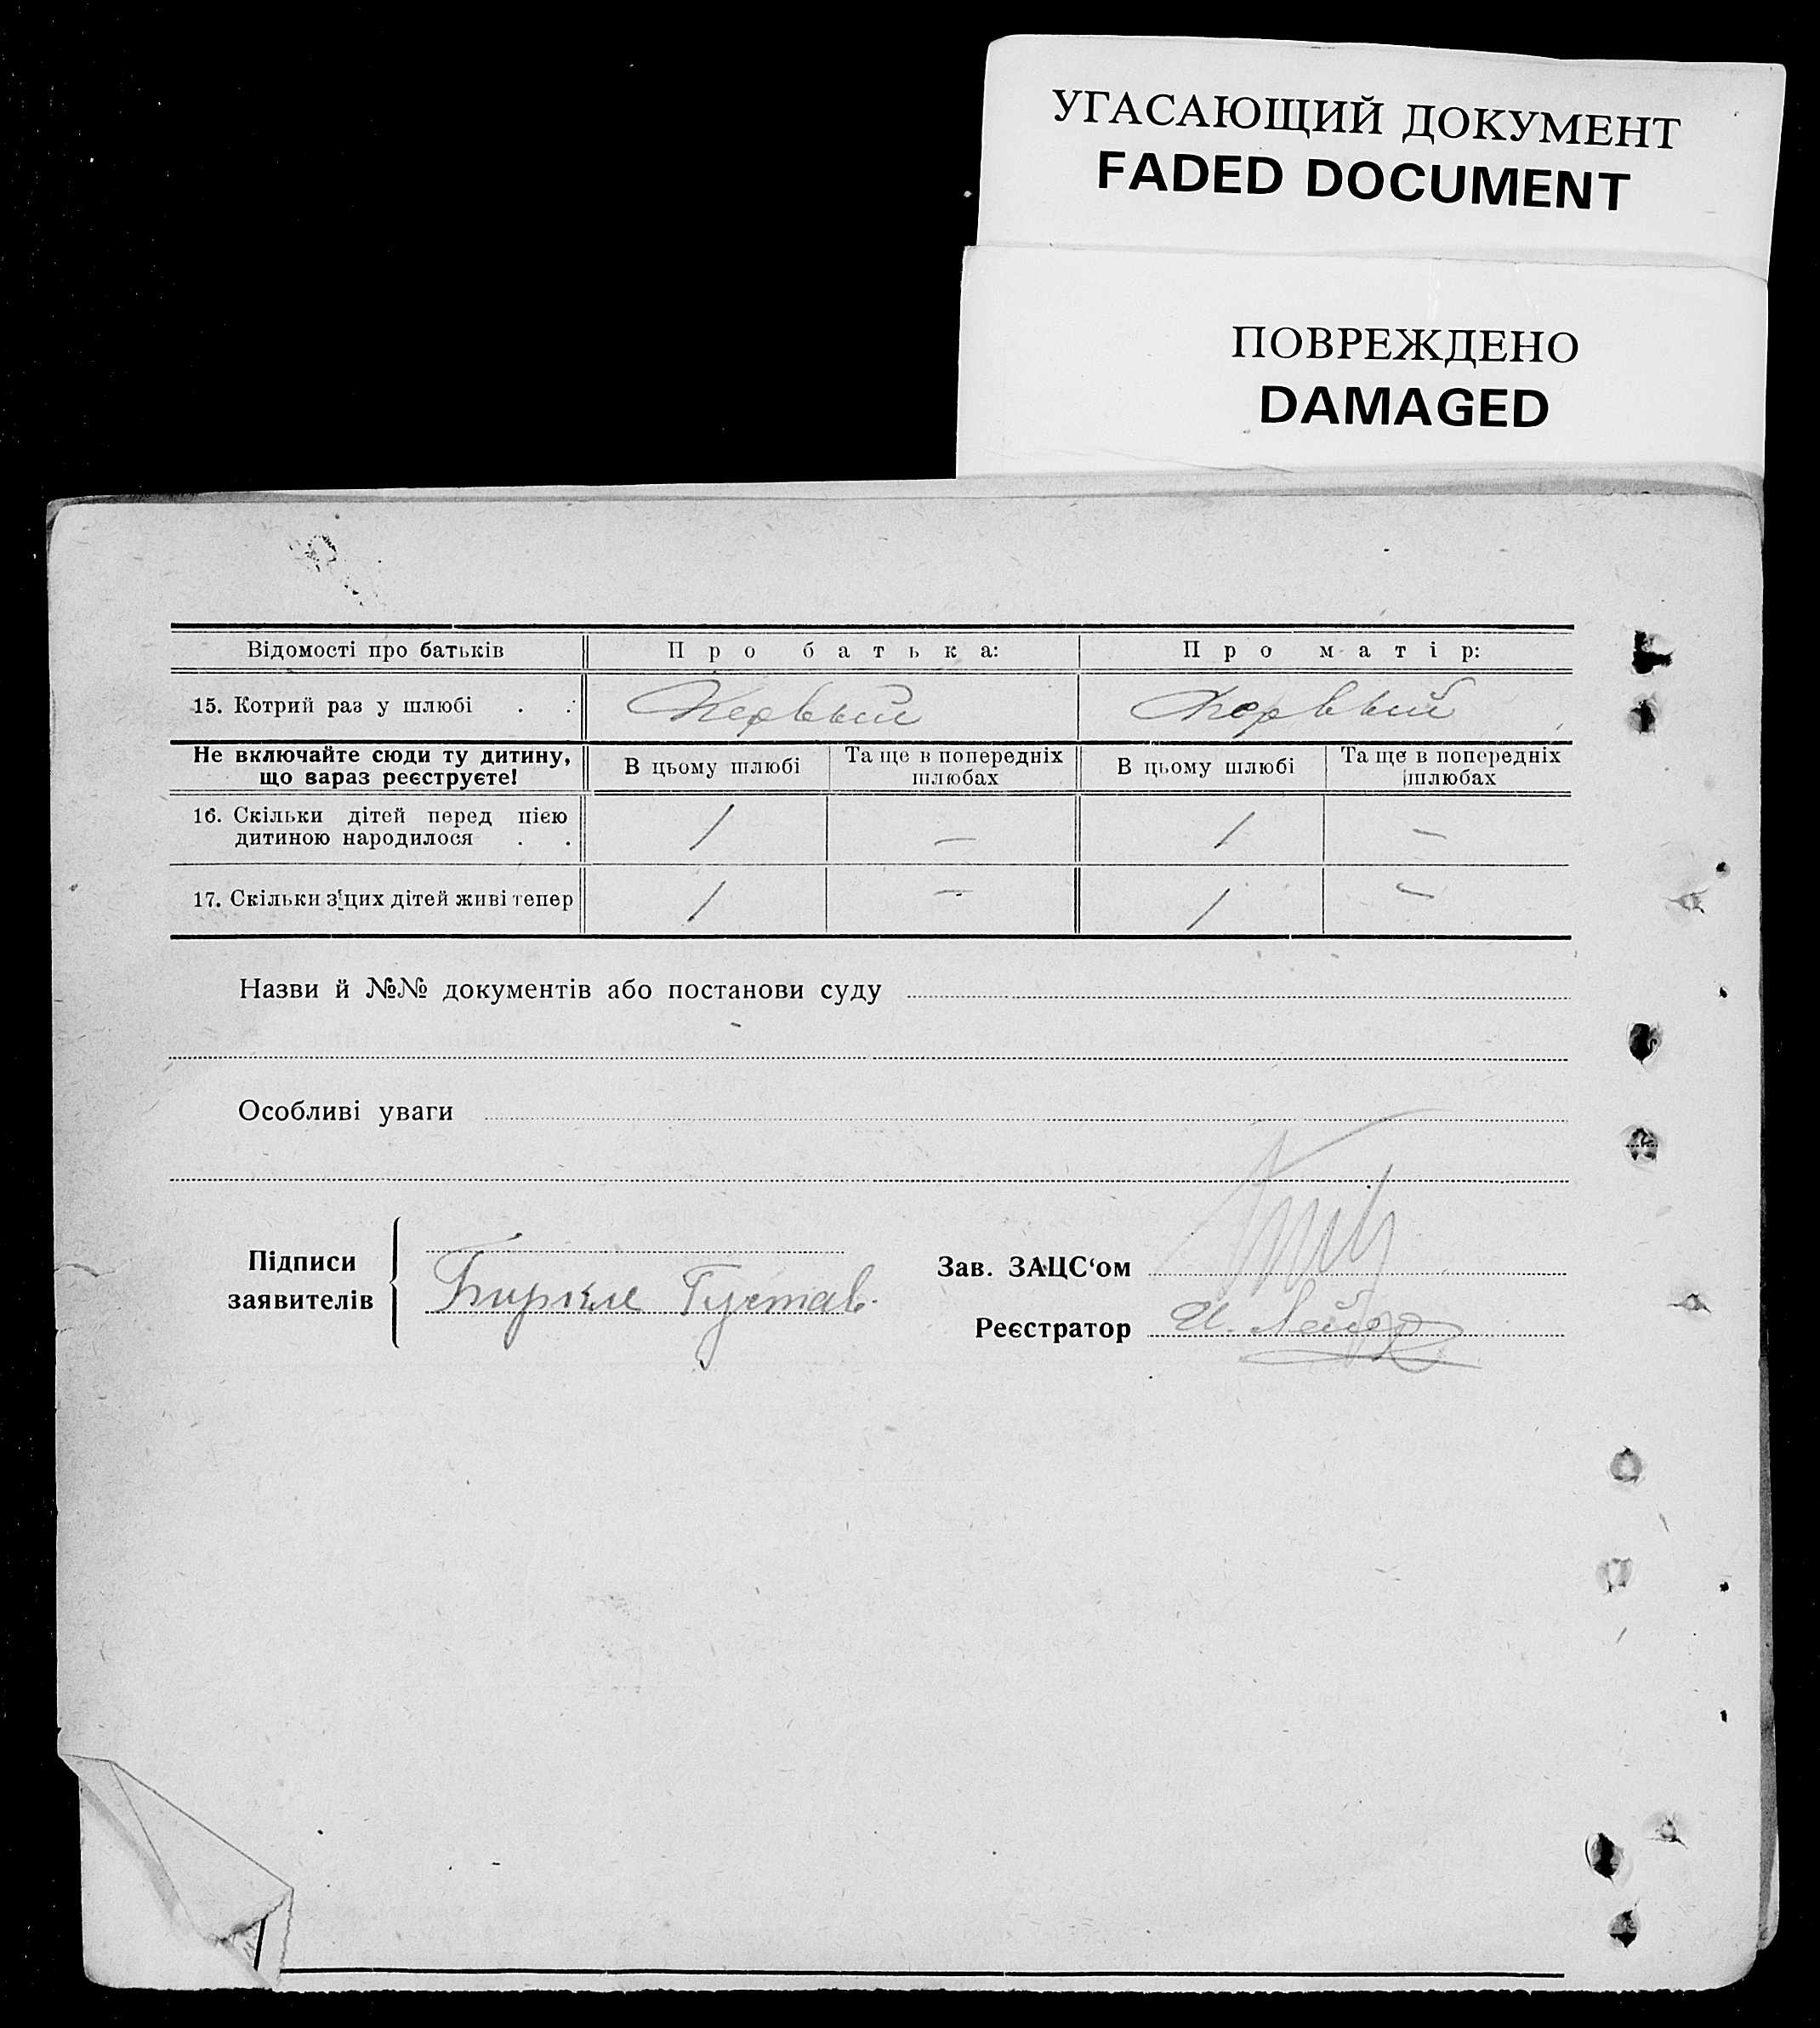 УГАСАЮЩИЙ ДОКУМЕНТ
FADED DOCUMENT
ПОВРЕЖДЕНО
DAMAGED
Відомості про батьків Про батька: Про матір:
15. Котрий раз у шлюбі . . Первый Первый
Не включайте сюди ту дитину, що зараз реєструєте! В цьому шлюбі Та ще в попередніх шлюбах В цьому шлюбі Та ще в попередніх шлюбах
16. Скільки дітей перед цією дитиною народилося . . 1 — 1 —
17. Скільки з цих дітей живі тепер 1 — 1 —
Назви й №№ документів або постанови суду
Особливі уваги
Підписи заявителів Биркле Густав
Зав. ЗАЦС‘ом
Реєстратор И.